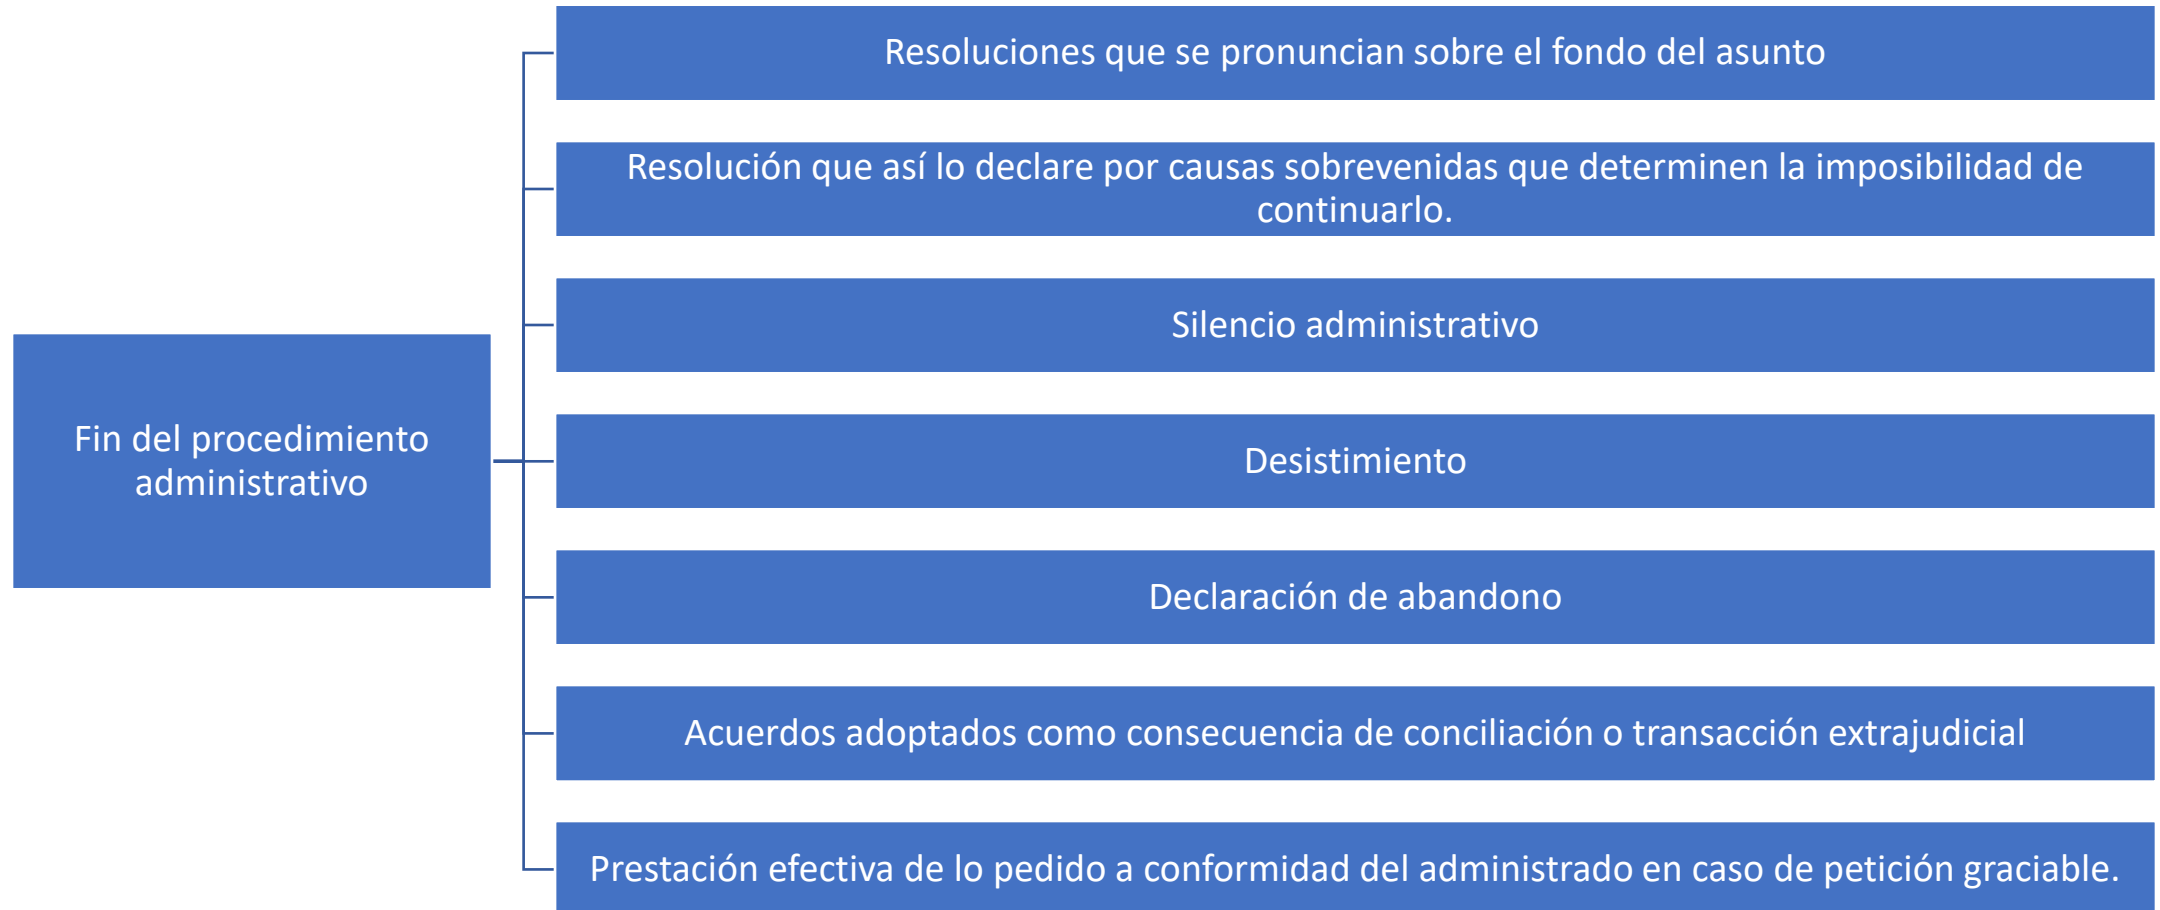 Resoluciones que se pronuncian sobre el fondo del asunto
Resolución que así lo declare por causas sobrevenidas que determinen la imposibilidad de
continuarlo.
Silencio administrativo
Fin del procedimiento
administrativo
Desistimiento
Declaración de abandono
Acuerdos adoptados como consecuencia de conciliación o transacción extrajudicial
Prestación efectiva de lo pedido a conformidad del administrado en caso de petición graciable.